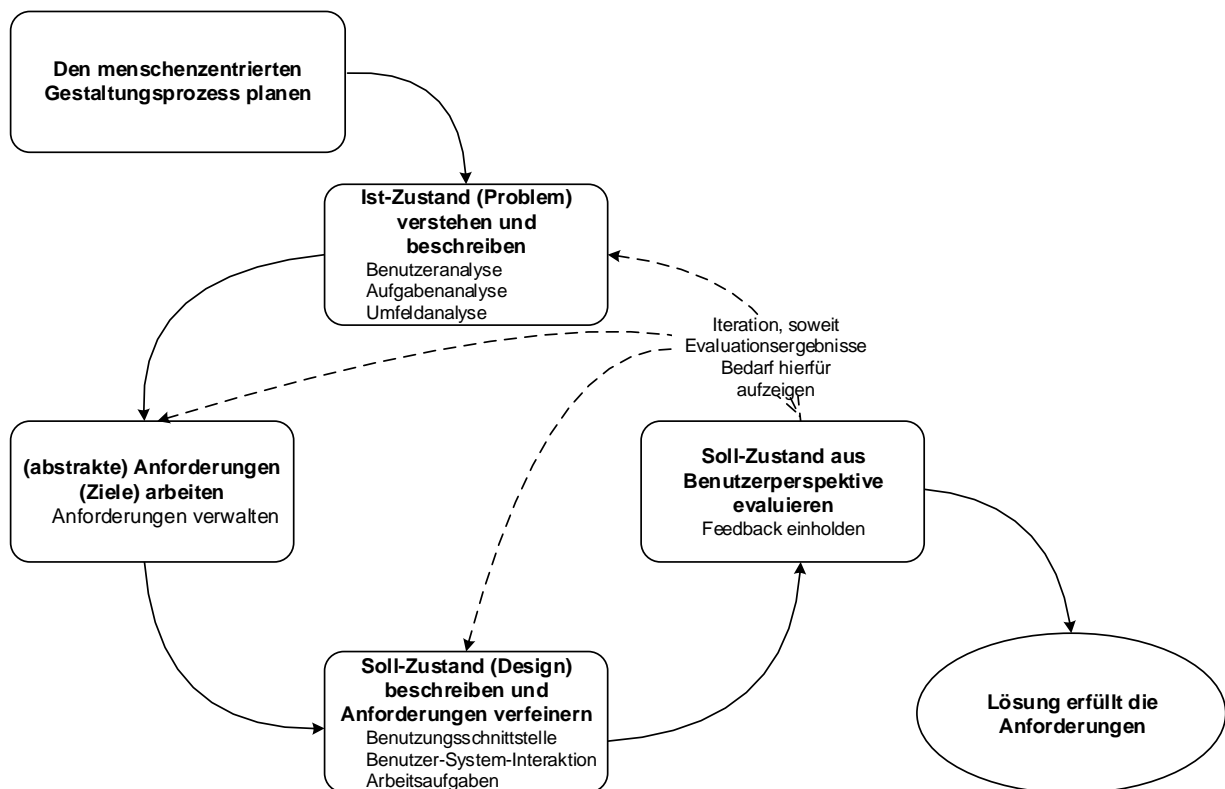 Den menschenzentrierten
Gestaltungsprozess planen
Ist-Zustand (Problem)
verstehen und
beschreiben
Benutzeranalyse
Aufgabenanalyse
Umfeldanalyse
Iteration, soweit
Evaluationsergebnisse
Bedarf hierfür
aufzeigen
(abstrakte) Anforderungen
(Ziele) arbeiten
Anforderungen verwalten
Soll-Zustand aus
Benutzerperspektive
evaluieren
Feedback einholden
Soll-Zustand (Design)
beschreiben und
Anforderungen verfeinern
Benutzungsschnittstelle
Benutzer-System-Interaktion
Arbeitsaufgaben
Lösung erfüllt die
Anforderungen